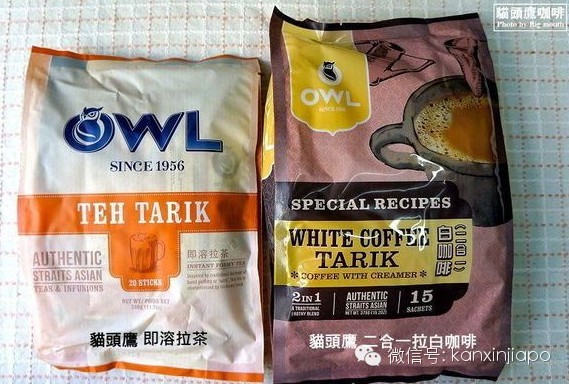 貓頭鷹咖啡
Photo by Big mouth
OWL
SINCE 1956
TEH TARIK
AUTHENTIC
STRAITS ASIAN
TEAS & INFUSIONS
20 STICKS
即溶拉茶
INSTANT FROTHY TEA
貓頭鷹 即溶拉茶
OWL
SINCE 1956
SPECIAL RECIPES
WHITE COFFEE
TARIK
COFFEE WITH CREAMER
白咖啡
2 IN 1
AUTHENTIC
STRAITS ASIAN
15
SACHETS
貓頭鷹 二合一拉白咖啡
微信号: kanxinjiapo